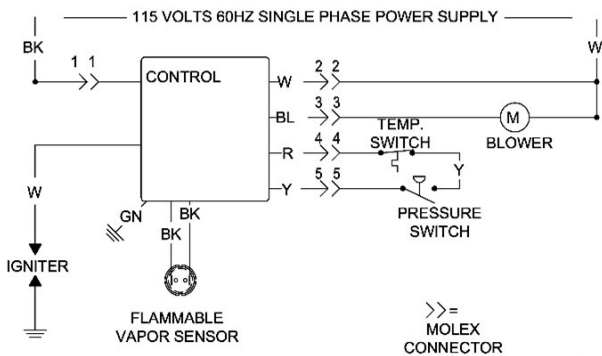 115 VOLTS 60HZ SINGLE PHASE POWER SUPPLY
BK
W
1 1
CONTROL
W
2 2
BL
3 3
M
BLOWER
R
4 4
TEMP.
SWITCH
Y
Y
5 5
PRESSURE
SWITCH
W
GN
BK
BK
IGNITER
FLAMMABLE
VAPOR SENSOR
>>=
MOLEX
CONNECTOR